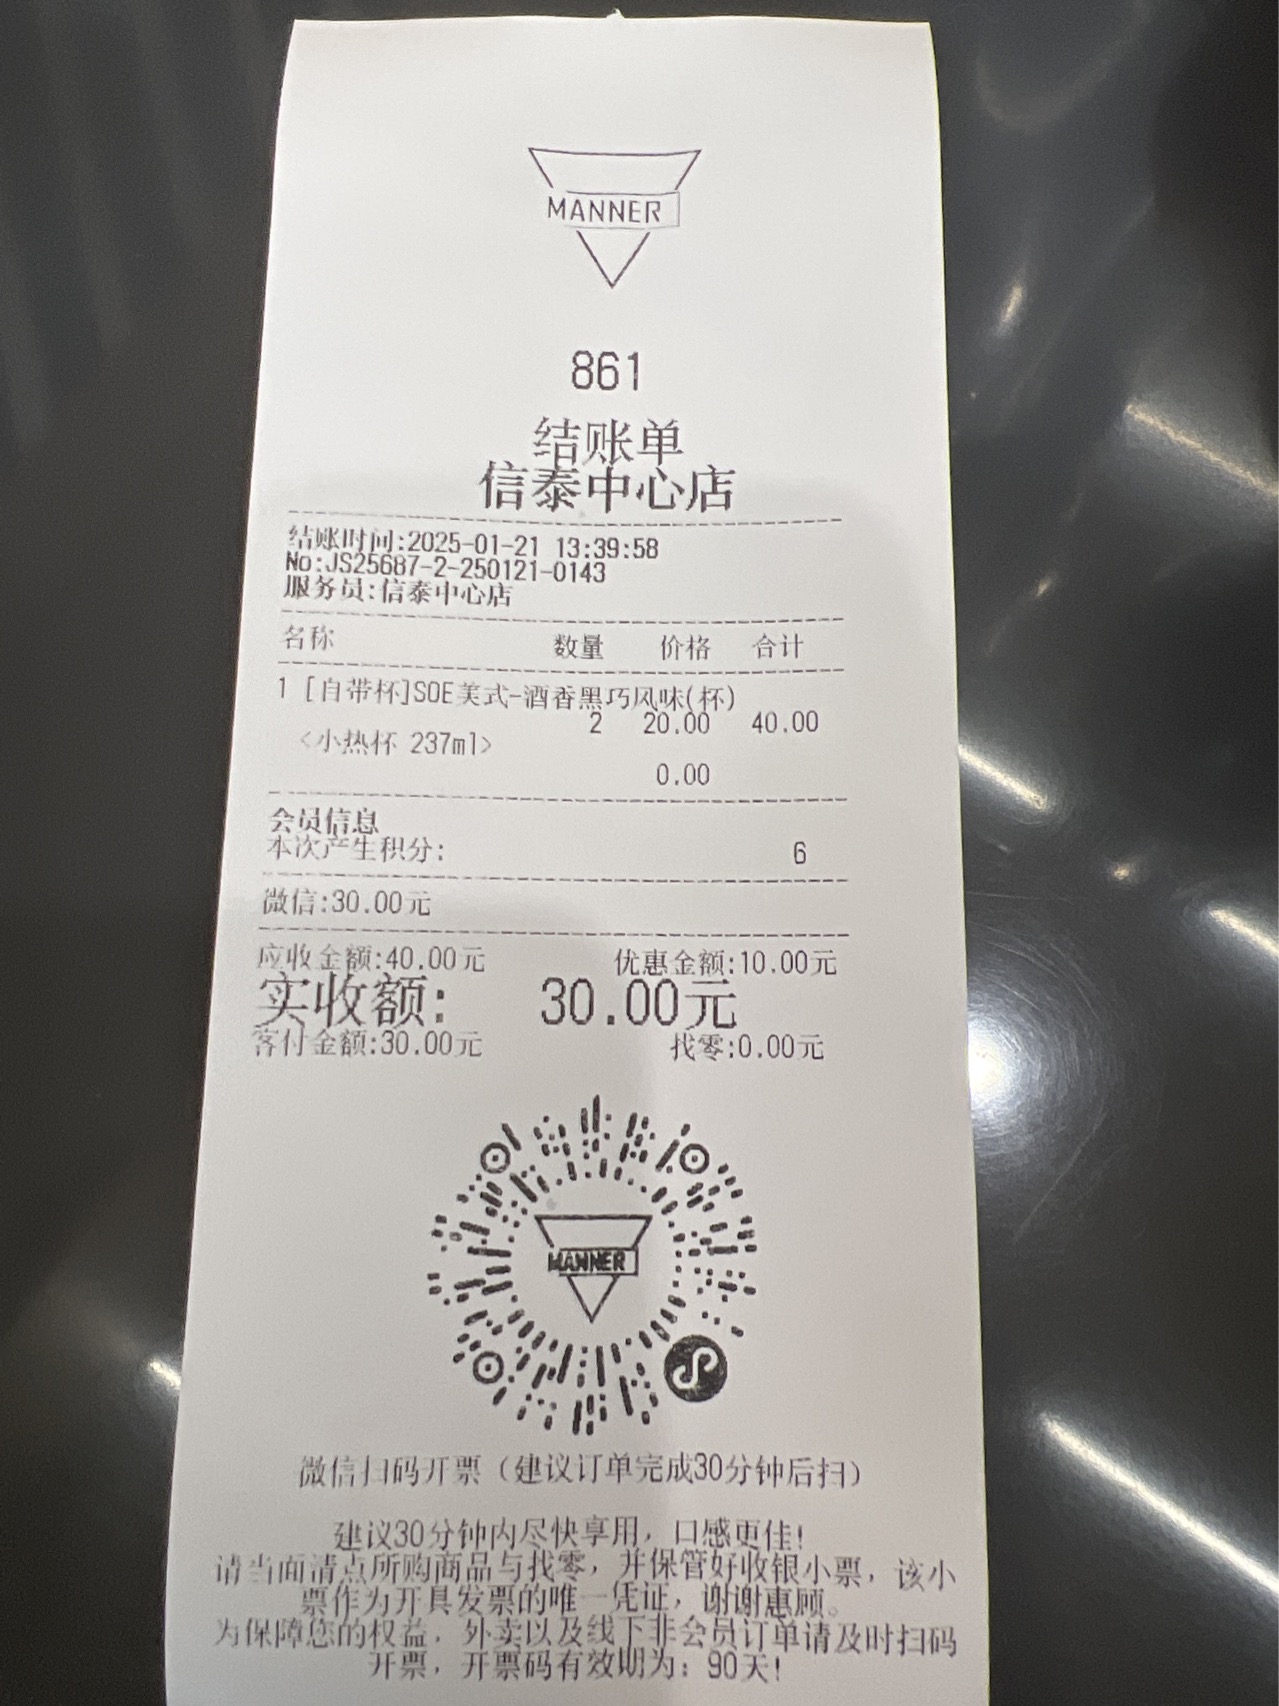 MANNER
861
结账单
信泰中心店
结账时间:2025-01-21 13:39:58
No:JS25687-2-250121-0143
服务员:信泰中心店
名称 数量 价格 合计
1 [自带杯]SOE美式-酒香黑巧风味(杯)
2 20.00 40.00
<小热杯 237ml>
0.00
会员信息
本次产生积分: 6
微信:30.00元
应收金额:40.00元 优惠金额:10.00元
实收额: 30.00元
客付金额:30.00元 找零:0.00元
MANNER
微信扫码开票（建议订单完成30分钟后扫）
建议30分钟内尽快享用，口感更佳!
请当面清点所购商品与找零，并保管好收银小票，该小
票作为开具发票的唯一凭证，谢谢惠顾。
为保障您的权益，外卖以及线下非会员订单请及时扫码
开票，开票码有效期为：90天!